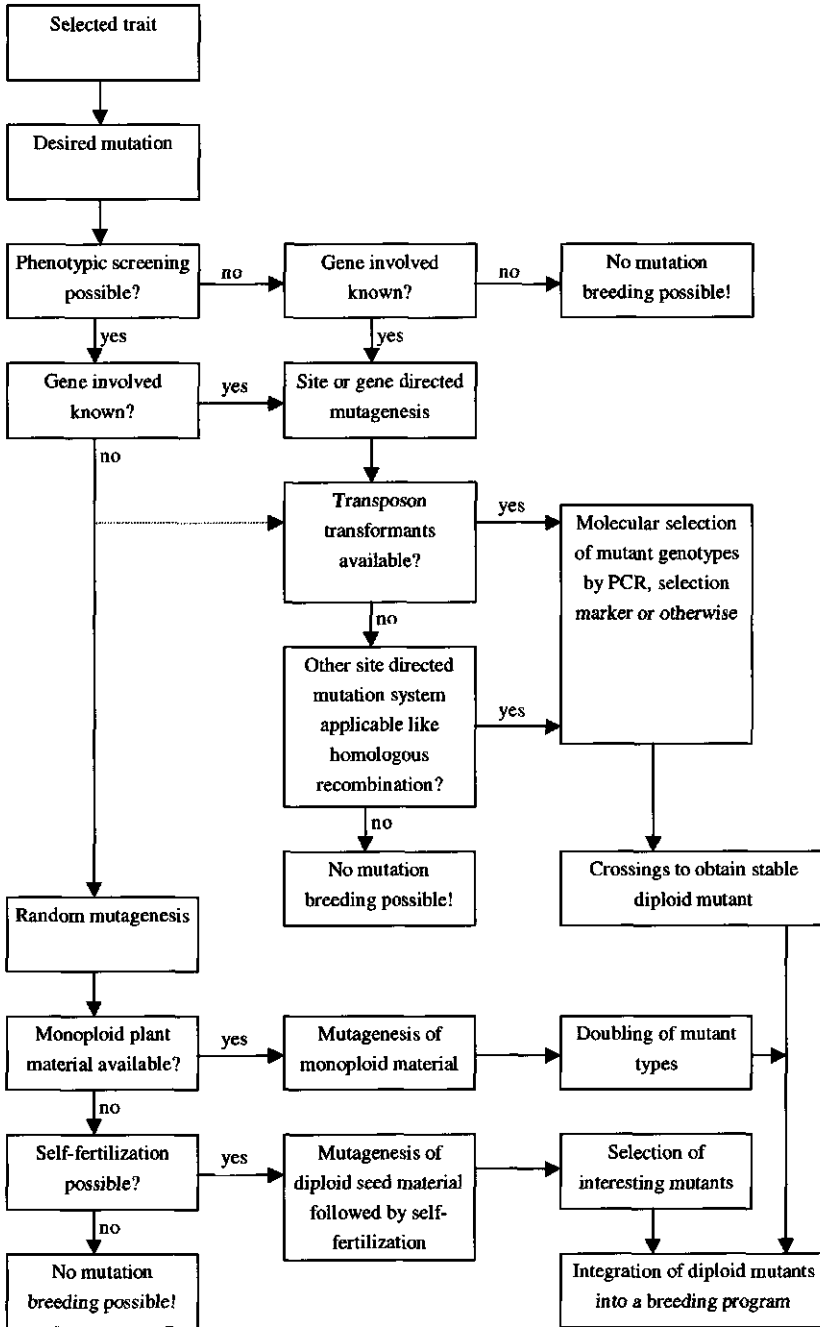 Selected trait
Desired mutation
Phenotypic screening
possible?
no
Gene involved
known?
no
No mutation
breeding possible!
yes
yes
Gene involved
known?
yes
Site or gene directed
mutagenesis
no
Transposon
transformants
available?
yes
Molecular selection
of mutant genotypes
by PCR, selection
marker or otherwise
no
Other site directed
mutation system
applicable like
homologous
recombination?
yes
no
No mutation
breeding possible!
Crossings to obtain stable
diploid mutant
Random mutagenesis
Monoploid plant
material available?
yes
Mutagenesis of
monoploid material
Doubling of mutant
types
no
Self-fertilization
possible?
yes
Mutagenesis of
diploid seed material
followed by self-
fertilization
Selection of
interesting mutants
no
No mutation
breeding possible!
Integration of diploid mutants
into a breeding program